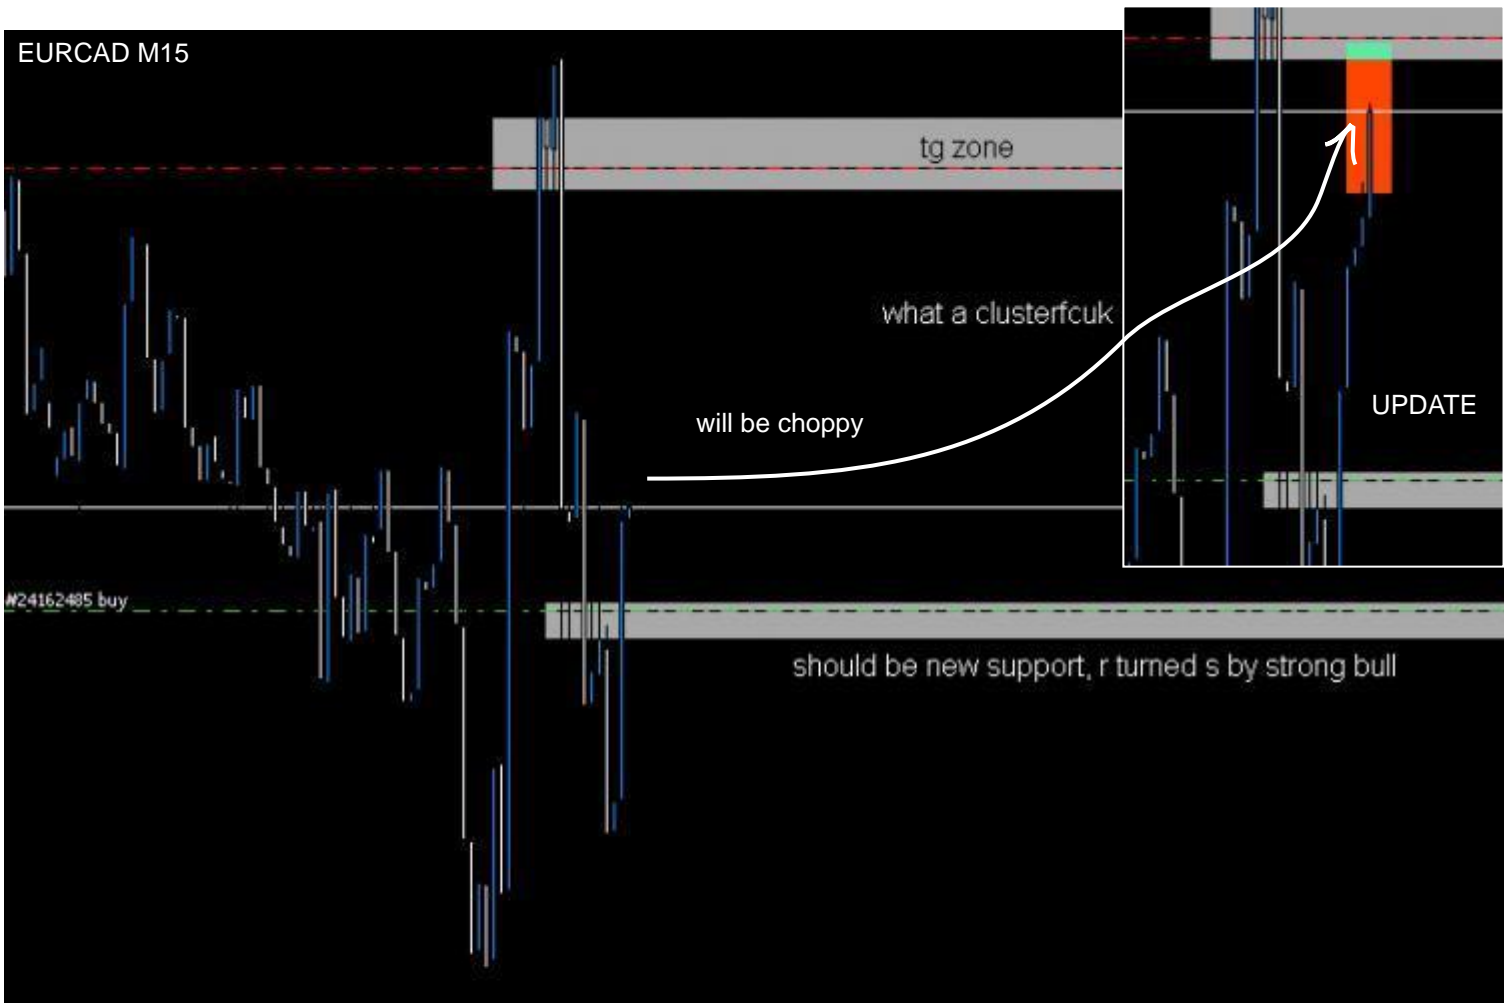 EURCAD M15
tg zone
what a clusterfcuk
will be choppy
UPDATE
#24162485 buy
should be new support, r turned s by strong bull